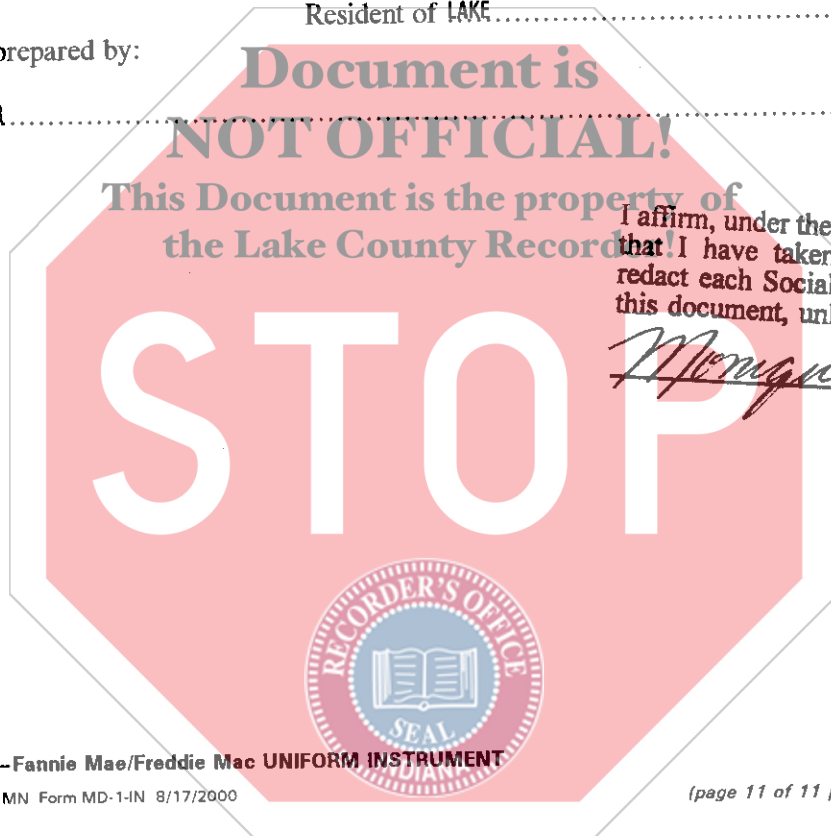 Resident of LAKE
prepared by:
Document is
NOT OFFICIAL!
This Document is the property of
the Lake County Recorder!
I affirm, under the
that I have taken
redact each Social
this document, unl
STOP
RECORDER'S OFFICE
SEAL
INDIANA
-Fannie Mae/Freddie Mac UNIFORM INSTRUMENT
MN Form MD-1-IN 8/17/2000
(page 11 of 11 p